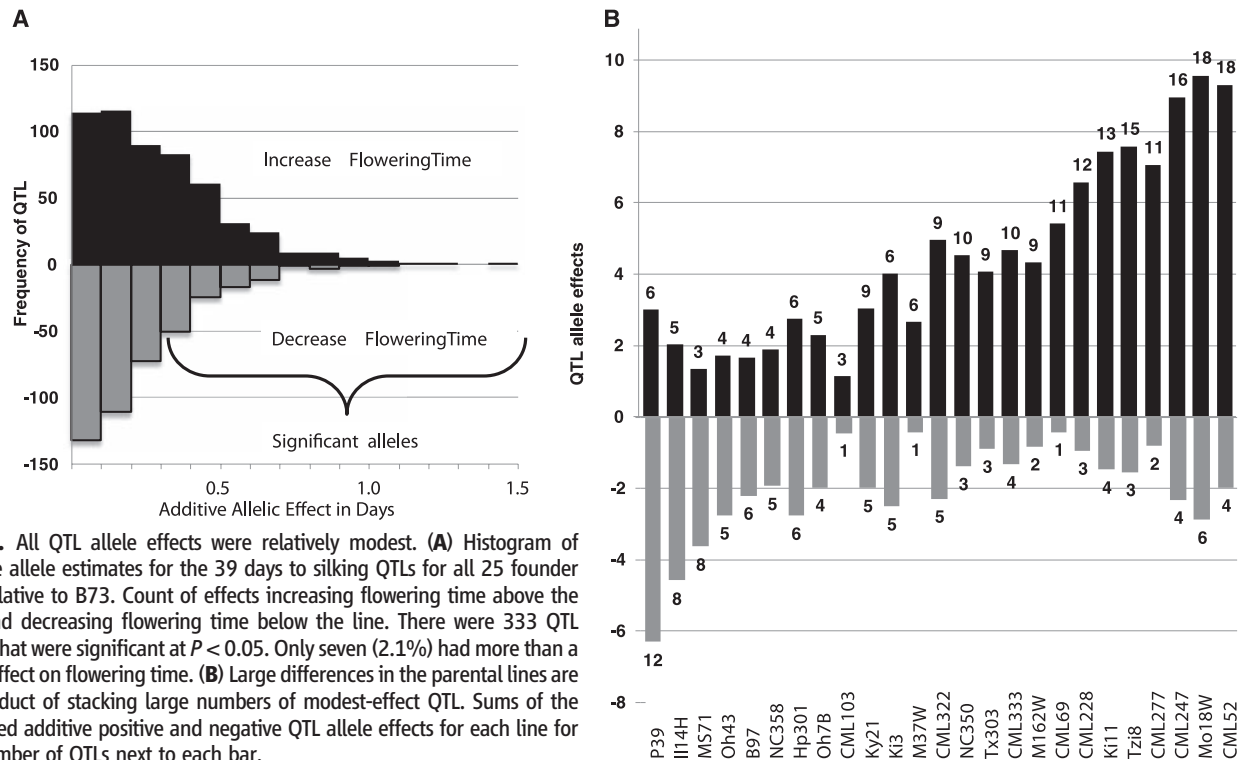 A
150
100
50
0
-50
-100
-150
Frequency of QTL
Increase FloweringTime
Decrease FloweringTime
Significant alleles
0.5 1.0 1.5
Additive Allelic Effect in Days
. All QTL allele effects were relatively modest. (A) Histogram of
e allele estimates for the 39 days to silking QTLs for all 25 founder
lative to B73. Count of effects increasing flowering time above the
nd decreasing flowering time below the line. There were 333 QTL
hat were significant at P < 0.05. Only seven (2.1%) had more than a
ffect on flowering time. (B) Large differences in the parental lines are
duct of stacking large numbers of modest-effect QTL. Sums of the
ed additive positive and negative QTL allele effects for each line for
umber of QTLs next to each bar.
B
10
8
6
4
2
0
-2
-4
-6
-8
QTL allele effects
6 5 3 4 4 4 6 5 3 9 6 6 9 10 9 10 9 11 12 13 15 11 16 18 18
12 8 8 5 6 5 6 4 1 5 5 1 5 3 3 4 2 1 3 4 3 2 4 6 4
P39
Il14H
MS71
Oh43
B97
NC358
Hp301
Oh7B
CML103
Ky21
Ki3
M37W
CML322
NC350
Tx303
CML333
M162W
CML69
CML228
Ki11
Tzi8
CML277
CML247
Mo18W
CML52